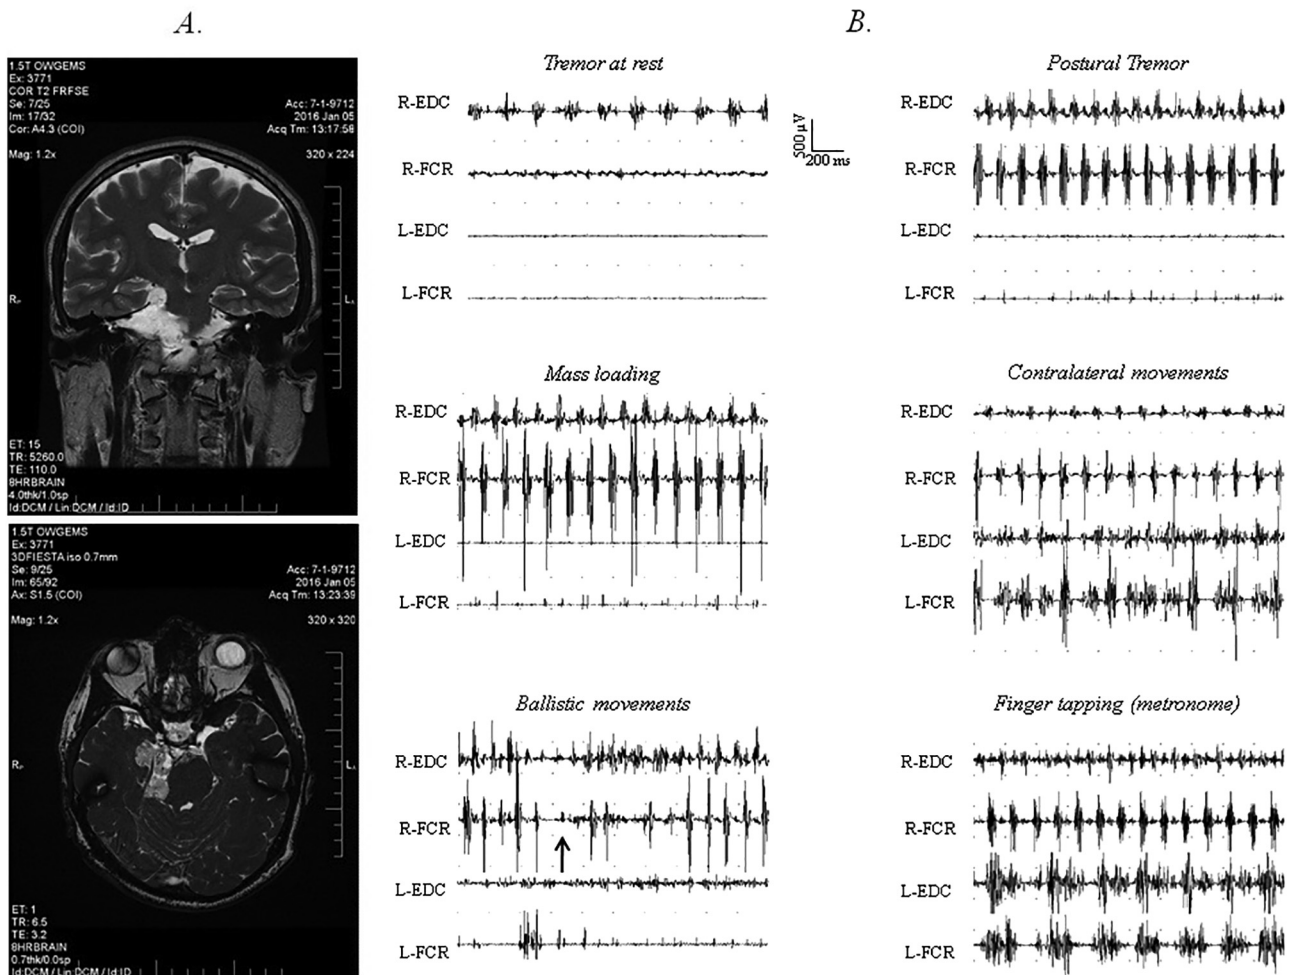 A.
B.
1.5T OWGEMS
Ex: 3771
COR T2 FRFSE
Se: 7/25
Im: 17/32
Cor: A4.3 (COI)
Mag: 1.2x
Acc: 7-1-9712
2016 Jan 05
Acq Tm: 13:17:58
320 x 224
R
L
ET: 15
TR: 5260.0
TE: 110.0
8HRBRAIN
4.0thk/1.0sp
Id:DCM / Lin:DCM / Id:ID
1.5T OWGEMS
Ex: 3771
3DFIESTA iso 0.7mm
Se: 9/25
Im: 65/92
Ax: S1.5 (COI)
Mag: 1.2x
Acc: 7-1-9712
2016 Jan 05
Acq Tm: 13:23:39
320 x 320
R
L
ET: 1
TR: 6.5
TE: 3.2
8HRBRAIN
0.7thk/0.0sp
Id:DCM / Lin:DCM / Id:ID
Tremor at rest
R-EDC
R-FCR
L-EDC
L-FCR
500 µV
200 ms
Postural Tremor
R-EDC
R-FCR
L-EDC
L-FCR
Mass loading
R-EDC
R-FCR
L-EDC
L-FCR
Contralateral movements
R-EDC
R-FCR
L-EDC
L-FCR
Ballistic movements
R-EDC
R-FCR
L-EDC
L-FCR
Finger tapping (metronome)
R-EDC
R-FCR
L-EDC
L-FCR